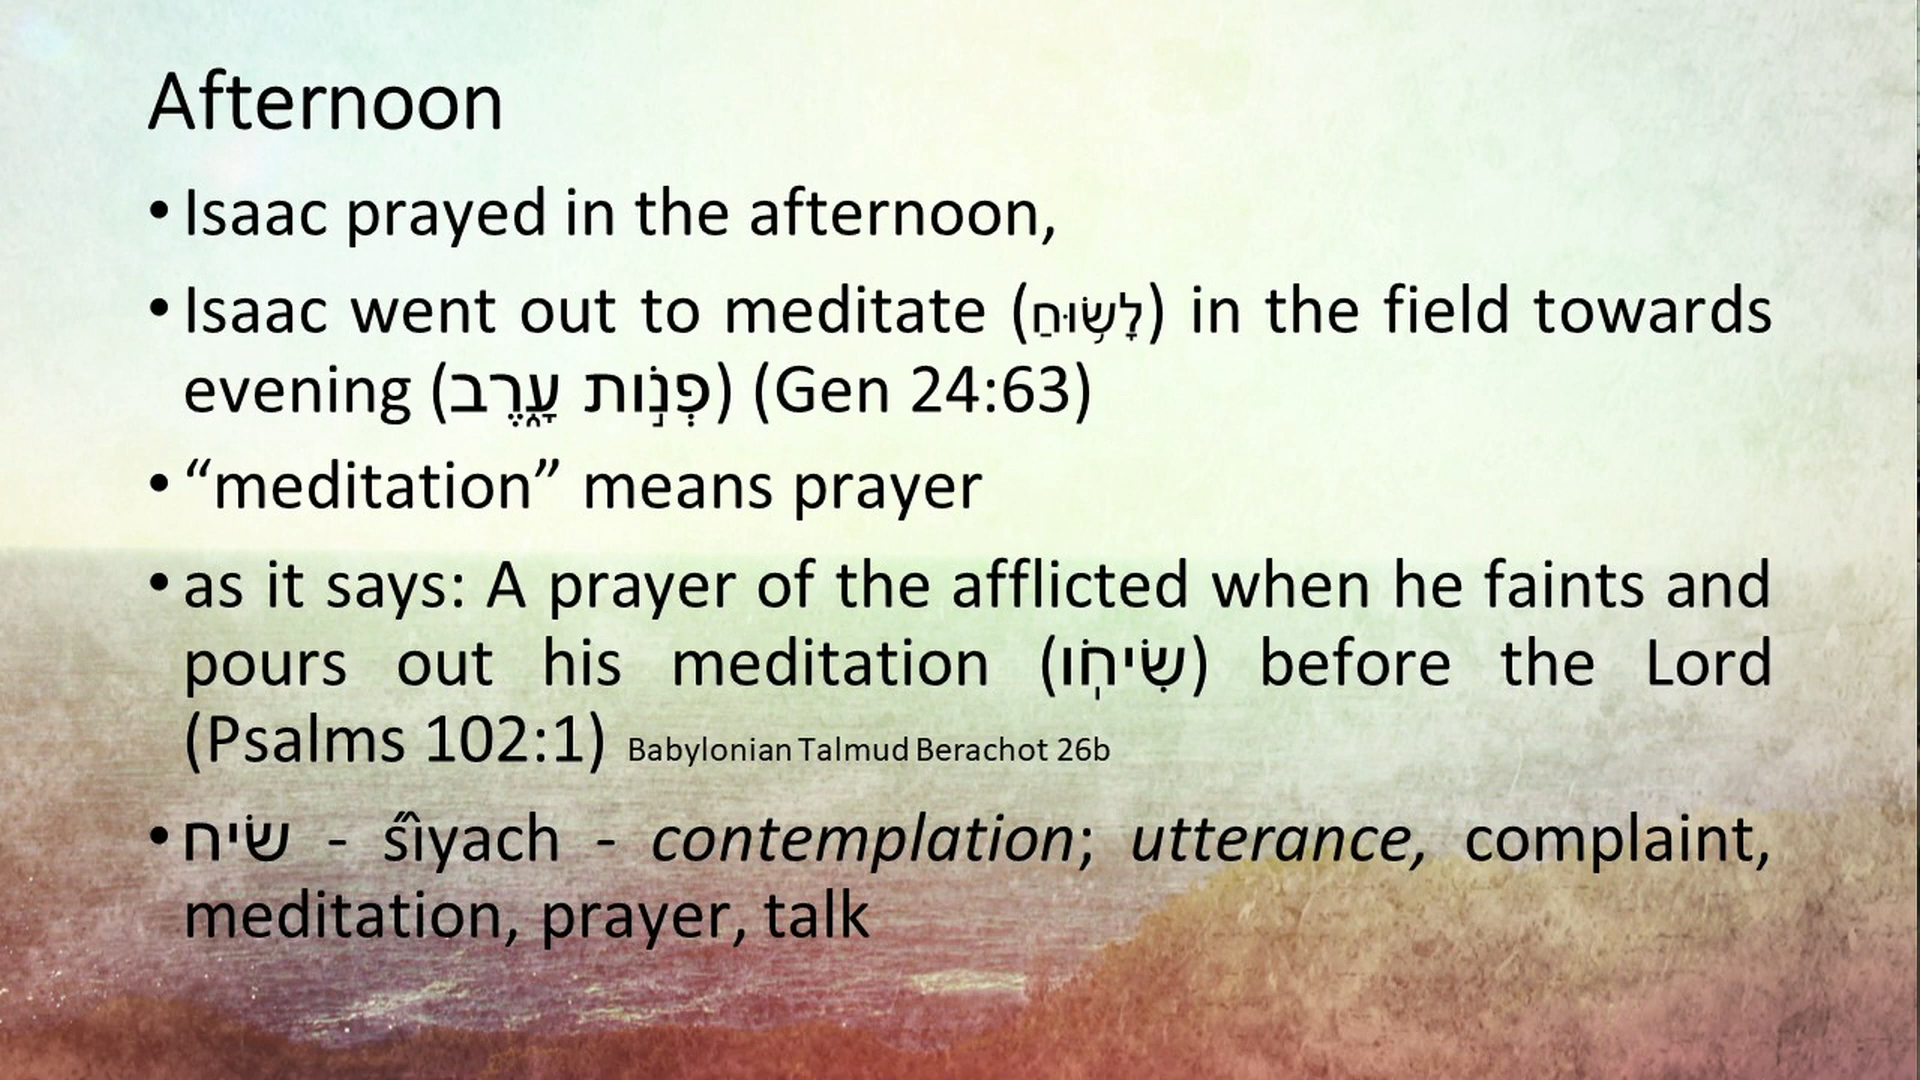 Afternoon
• Isaac prayed in the afternoon,
• Isaac went out to meditate (לָשׂ֥וּחַ) in the field towards
evening (פְּנ֣וֹת עָ֑רֶב) (Gen 24:63)
• “meditation” means prayer
• as it says: A prayer of the afflicted when he faints and
pours out his meditation (שִׂיחֽוֹ) before the Lord
(Psalms 102:1) Babylonian Talmud Berachot 26b
• שׂיח - śı̂yach - contemplation; utterance, complaint,
meditation, prayer, talk